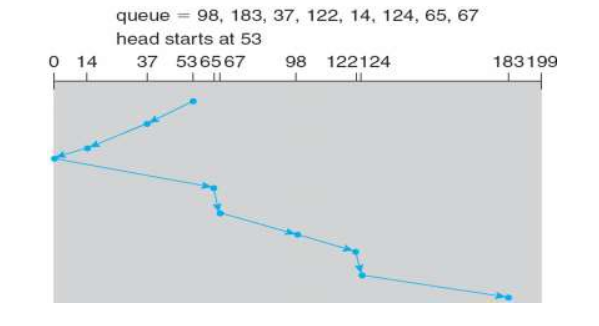 queue = 98, 183, 37, 122, 14, 124, 65, 67
head starts at 53
0 14 37 53 65 67 98 122 124 183 199